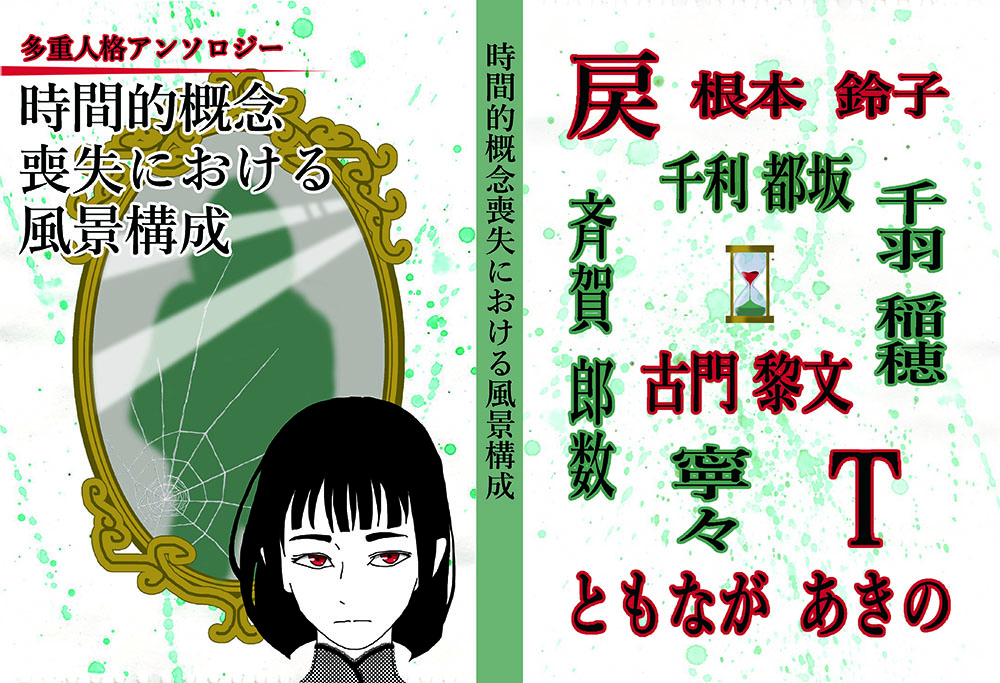 多重人格アンソロジー
時間的概念
喪失における
風景構成
時間的概念喪失における風景構成
戻
根本 鈴子
千利 都坂
千羽 稲穂
斉賀 郎数
古門 黎文
寧々
T
ともなが あきの